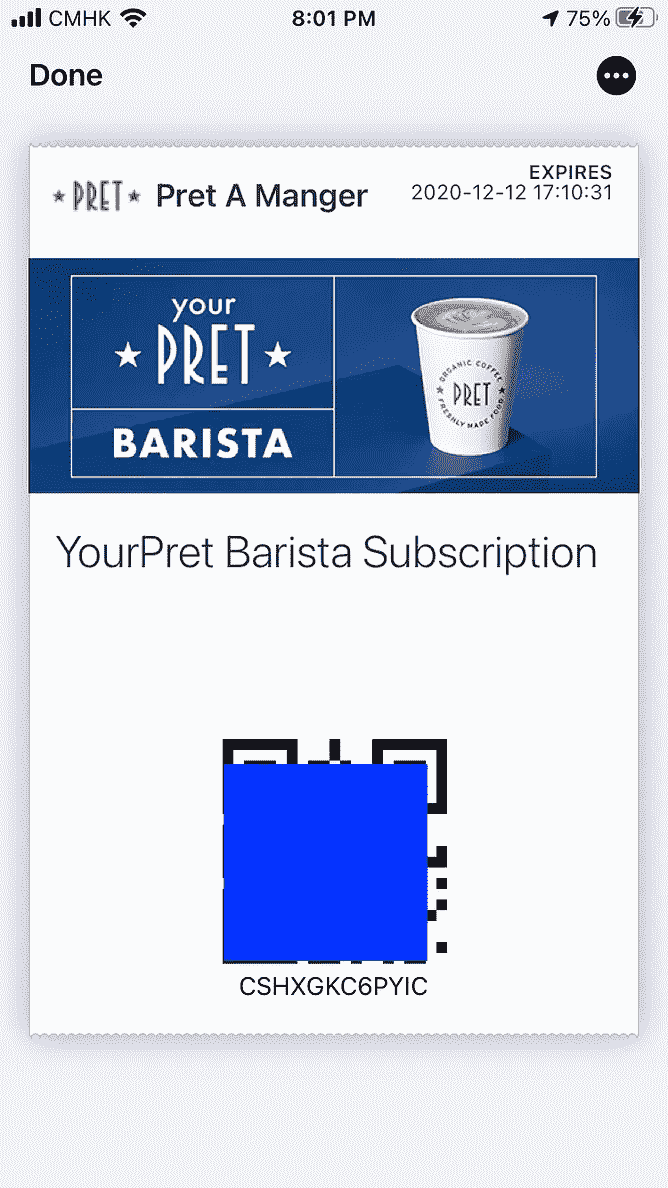 CMHK 8:01 PM 75%
Done
PRET Pret A Manger
EXPIRES
2020-12-12 17:10:31
your
PRET
BARISTA
ORGANIC COFFEE
PRET
FRESHLY MADE FOOD
YourPret Barista Subscription
CSHXGKC6PYIC